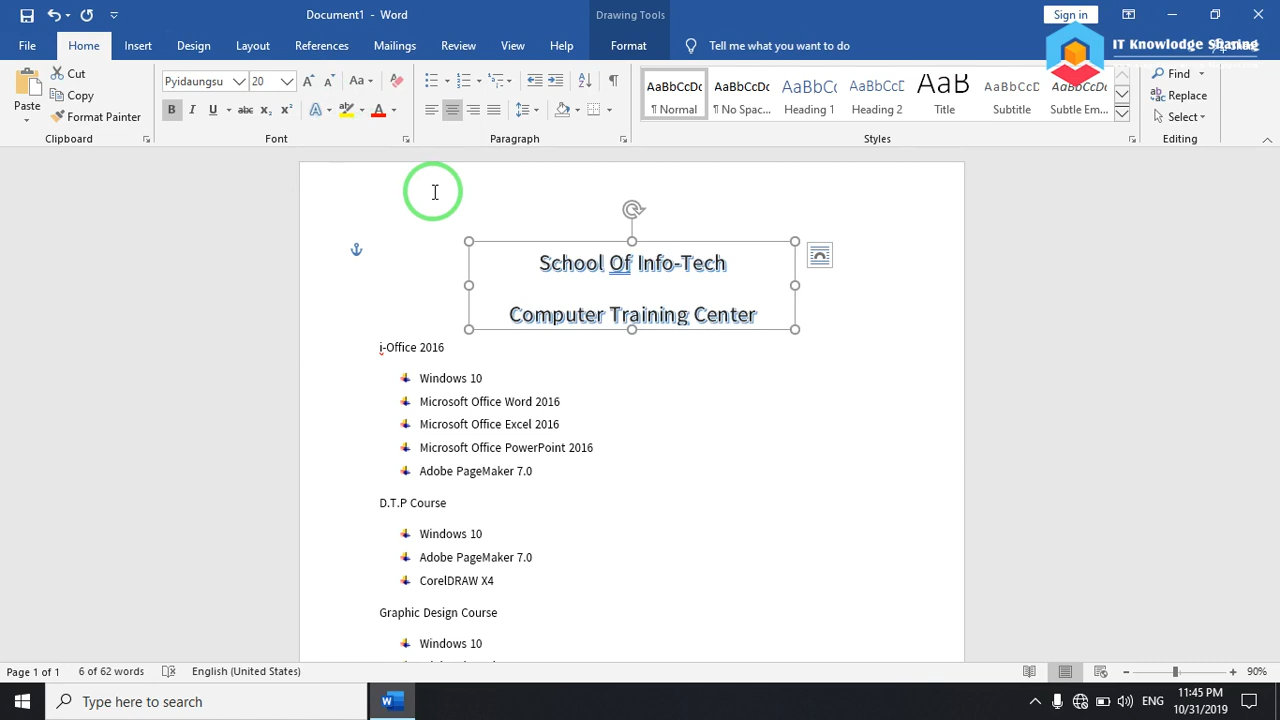 Document1 - Word
Drawing Tools
Sign in
File Home Insert Design Layout References Mailings Review View Help Format Tell me what you want to do
IT Knowledge Sharing
Cut
Copy
Paste
Format Painter
Clipboard
Pyidaungsu 20
Font
Paragraph
AaBbCcDc AaBbCcDc AaBbCc AaBbCcD AaB AaBbCcD AaBbCcDc
¶ Normal ¶ No Spac... Heading 1 Heading 2 Title Subtitle Subtle Em...
Styles
Find
Replace
Select
Editing
School Of Info-Tech
Computer Training Center
i-Office 2016
Windows 10
Microsoft Office Word 2016
Microsoft Office Excel 2016
Microsoft Office PowerPoint 2016
Adobe PageMaker 7.0
D.T.P Course
Windows 10
Adobe PageMaker 7.0
CorelDRAW X4
Graphic Design Course
Windows 10
Page 1 of 1 6 of 62 words English (United States) 90%
Type here to search
ENG
11:45 PM
10/31/2019